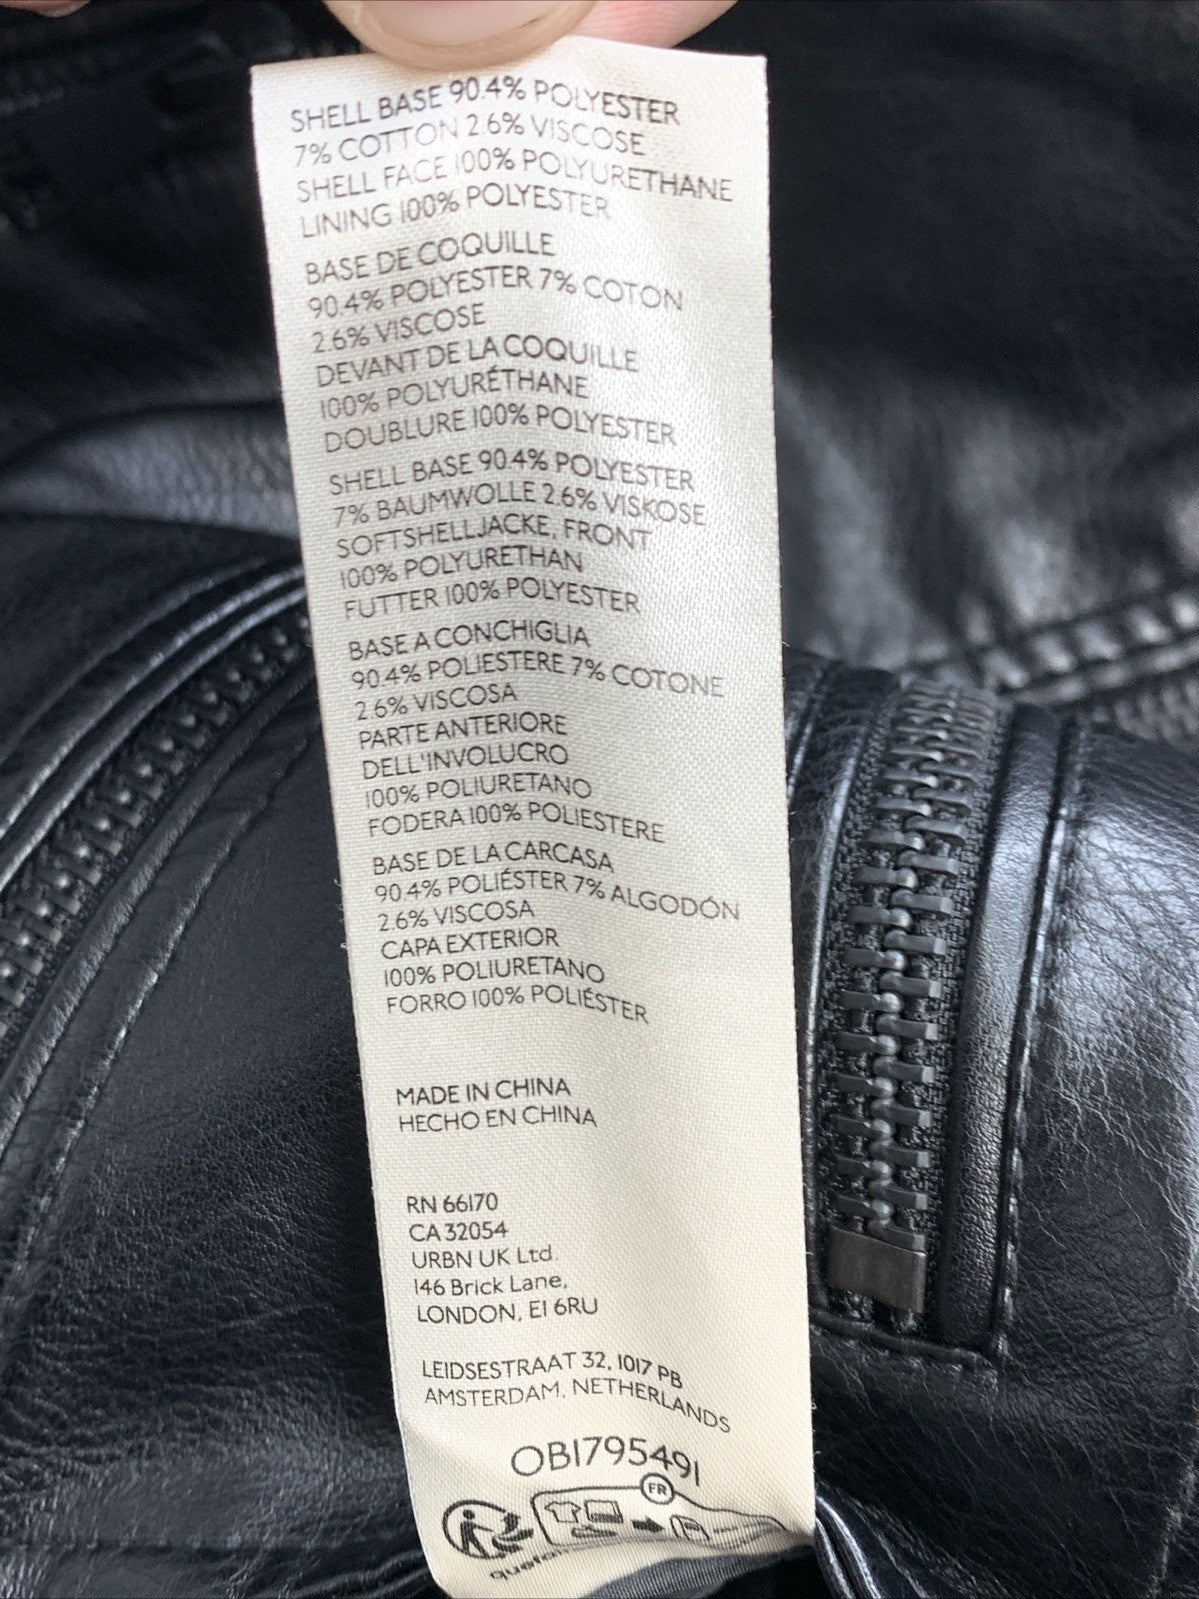 SHELL BASE 90.4% POLYESTER
7% COTTON 2.6% VISCOSE
SHELL FACE 100% POLYURETHANE
LINING 100% POLYESTER
BASE DE COQUILLE
90.4% POLYESTER 7% COTON
2.6% VISCOSE
DEVANT DE LA COQUILLE
100% POLYURÉTHANE
DOUBLURE 100% POLYESTER
SHELL BASE 90.4% POLYESTER
7% BAUMWOLLE 2.6% VISKOSE
SOFTSHELLJACKE, FRONT
100% POLYURETHAN
FUTTER 100% POLYESTER
BASE A CONCHIGLIA
90.4% POLIESTERE 7% COTONE
2.6% VISCOSA
PARTE ANTERIORE
DELL'INVOLUCRO
100% POLIURETANO
FODERA 100% POLIESTERE
BASE DE LA CARCASA
90.4% POLIÉSTER 7% ALGODÓN
2.6% VISCOSA
CAPA EXTERIOR
100% POLIURETANO
FORRO 100% POLIÉSTER
MADE IN CHINA
HECHO EN CHINA
RN 66170
CA 32054
URBN UK Ltd.
146 Brick Lane,
LONDON, E1 6RU
LEIDSESTRAAT 32, 1017 PB
AMSTERDAM, NETHERLANDS
OB1795491
FR